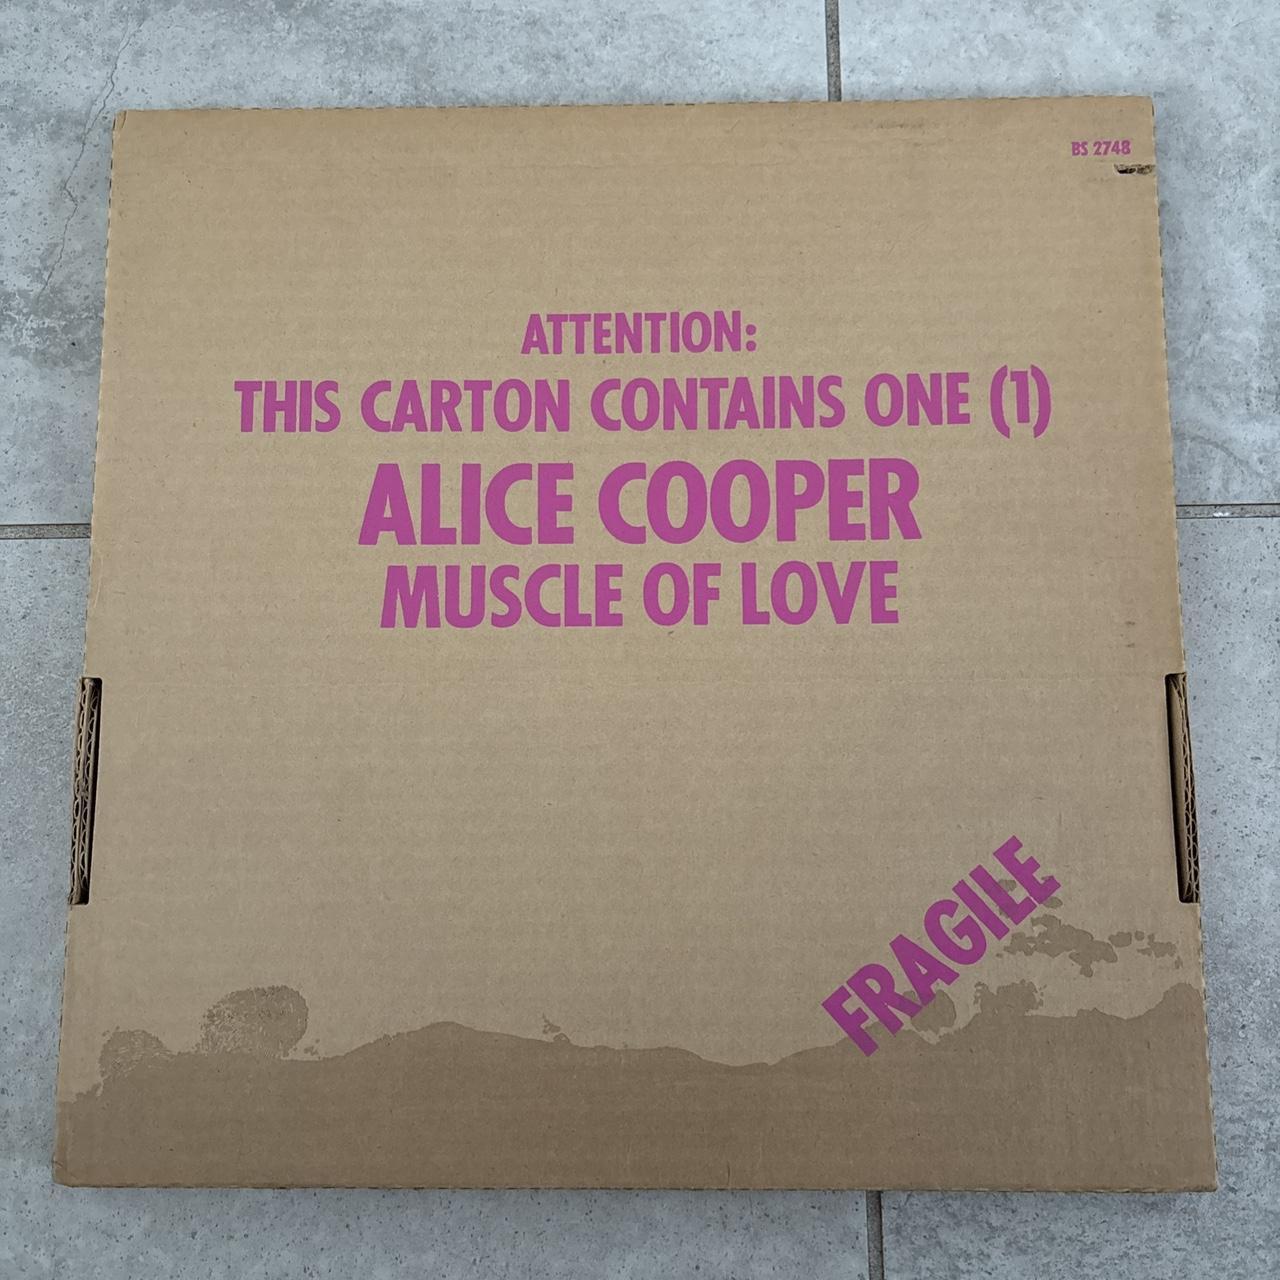 BS 2748
ATTENTION:
THIS CARTON CONTAINS ONE (1)
ALICE COOPER
MUSCLE OF LOVE
FRAGILE